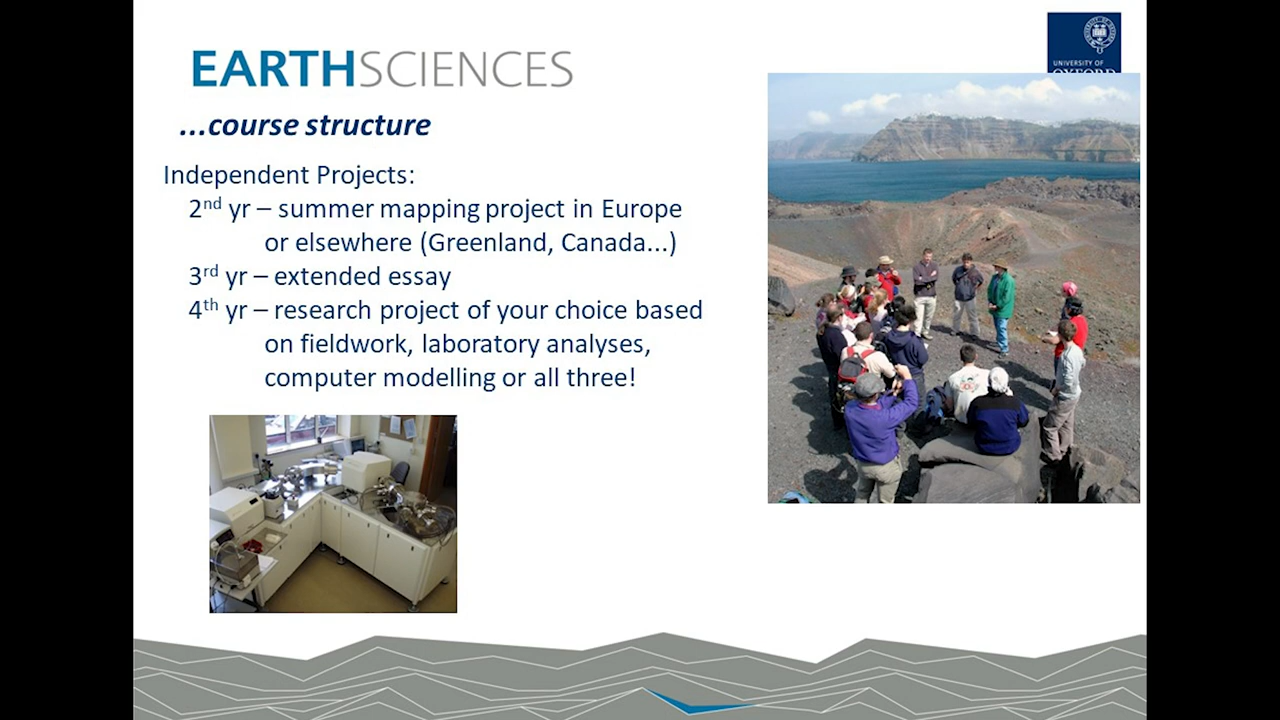 UNIVERSITY OF
OXFORD
EARTHSCIENCES
...course structure
Independent Projects:
2nd yr – summer mapping project in Europe
or elsewhere (Greenland, Canada...)
3rd yr – extended essay
4th yr – research project of your choice based
on fieldwork, laboratory analyses,
computer modelling or all three!